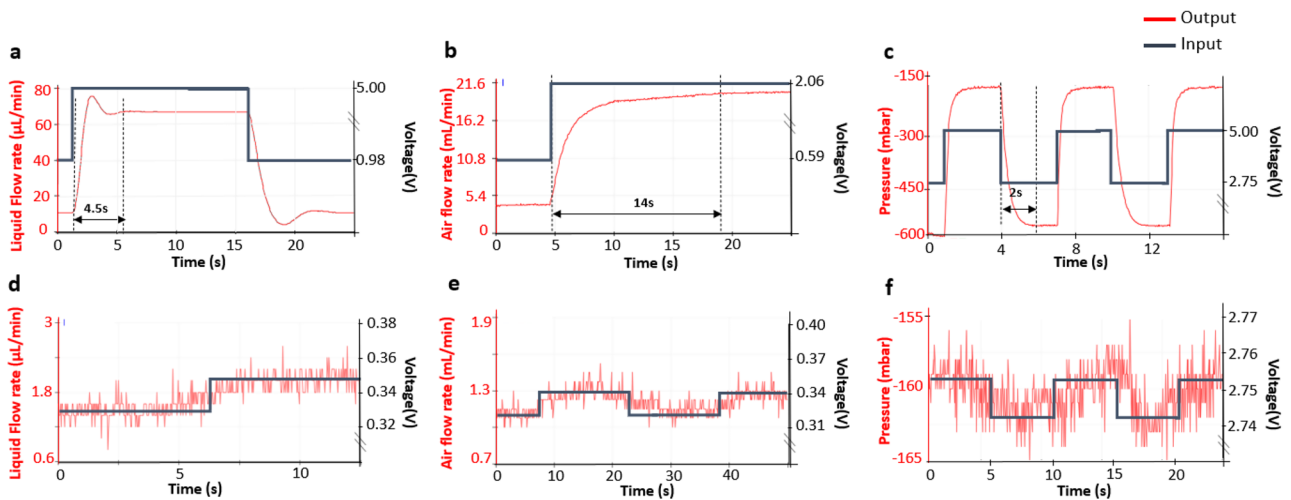 Output
Input
a
b
c
Liquid Flow rate (µL/min)
80
60
40
20
0
4.5s
0
5
10
15
20
Time (s)
5.00
0.98
Voltage(V)
Air flow rate (mL/min)
21.6
16.2
10.8
5.4
0
14s
0
5
10
15
20
Time (s)
2.06
0.59
Voltage(V)
Pressure (mbar)
-150
-300
-450
-600
2s
0
4
8
12
Time (s)
5.00
2.75
Voltage(V)
d
e
f
Liquid Flow rate (µL/min)
3
1.8
0.6
0
5
10
Time (s)
0.38
0.36
0.34
0.32
Voltage(V)
Air flow rate (mL/min)
1.9
1.3
0.7
0
10
20
30
40
50
Time (s)
0.40
0.37
0.34
0.31
Voltage(V)
Pressure (mbar)
-155
-160
-165
0
5
10
15
20
Time (s)
2.77
2.76
2.75
2.74
Voltage(V)